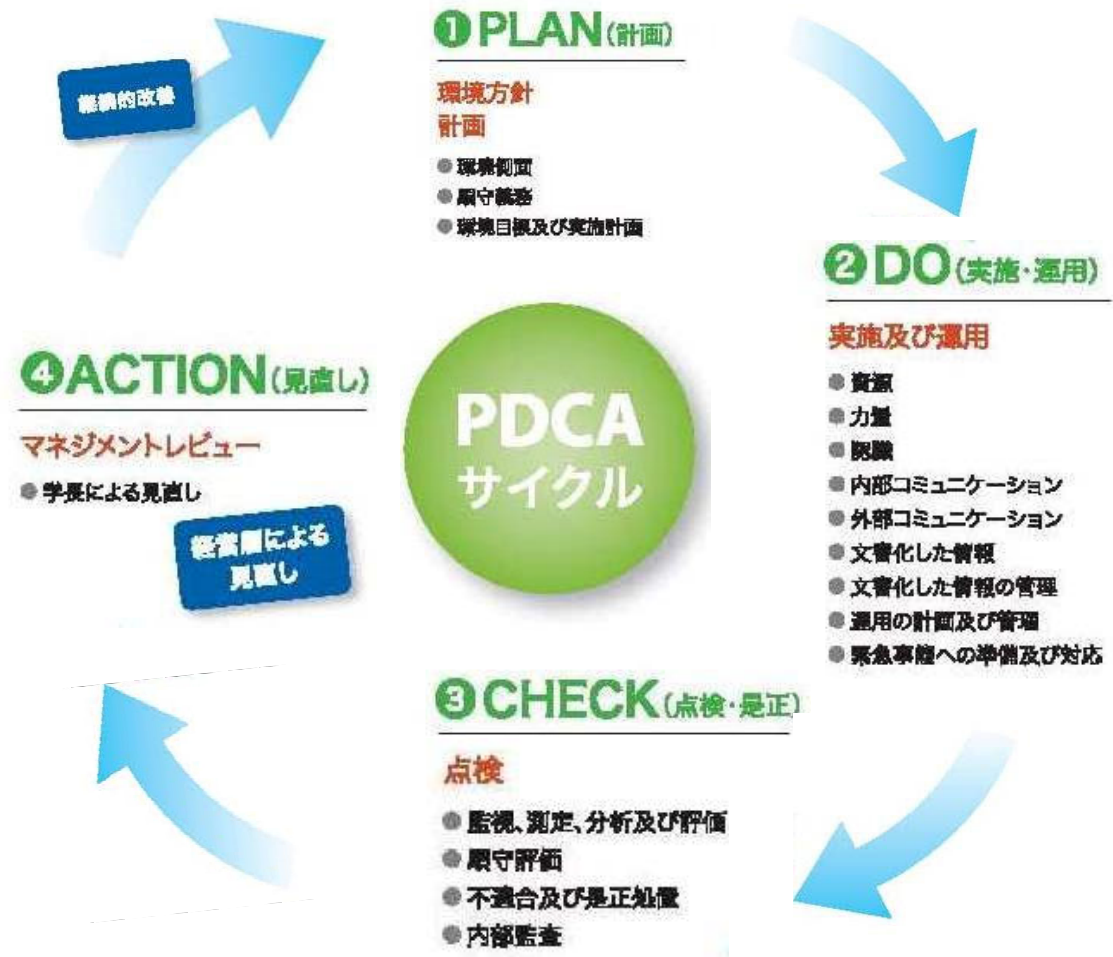 ❶PLAN(計画)
環境方針
計画
●環境側面
●順守義務
●環境目標及び実施計画
継続的改善
❷DO(実施・運用)
実施及び運用
●資源
●力量
●認識
●内部コミュニケーション
●外部コミュニケーション
●文書化した情報
●文書化した情報の管理
●運用の計画及び管理
●緊急事態への準備及び対応
❸CHECK(点検・是正)
点検
●監視、測定、分析及び評価
●順守評価
●不適合及び是正処置
●内部監査
❹ACTION(見直し)
マネジメントレビュー
●学長による見直し
経営層による
見直し
PDCA
サイクル